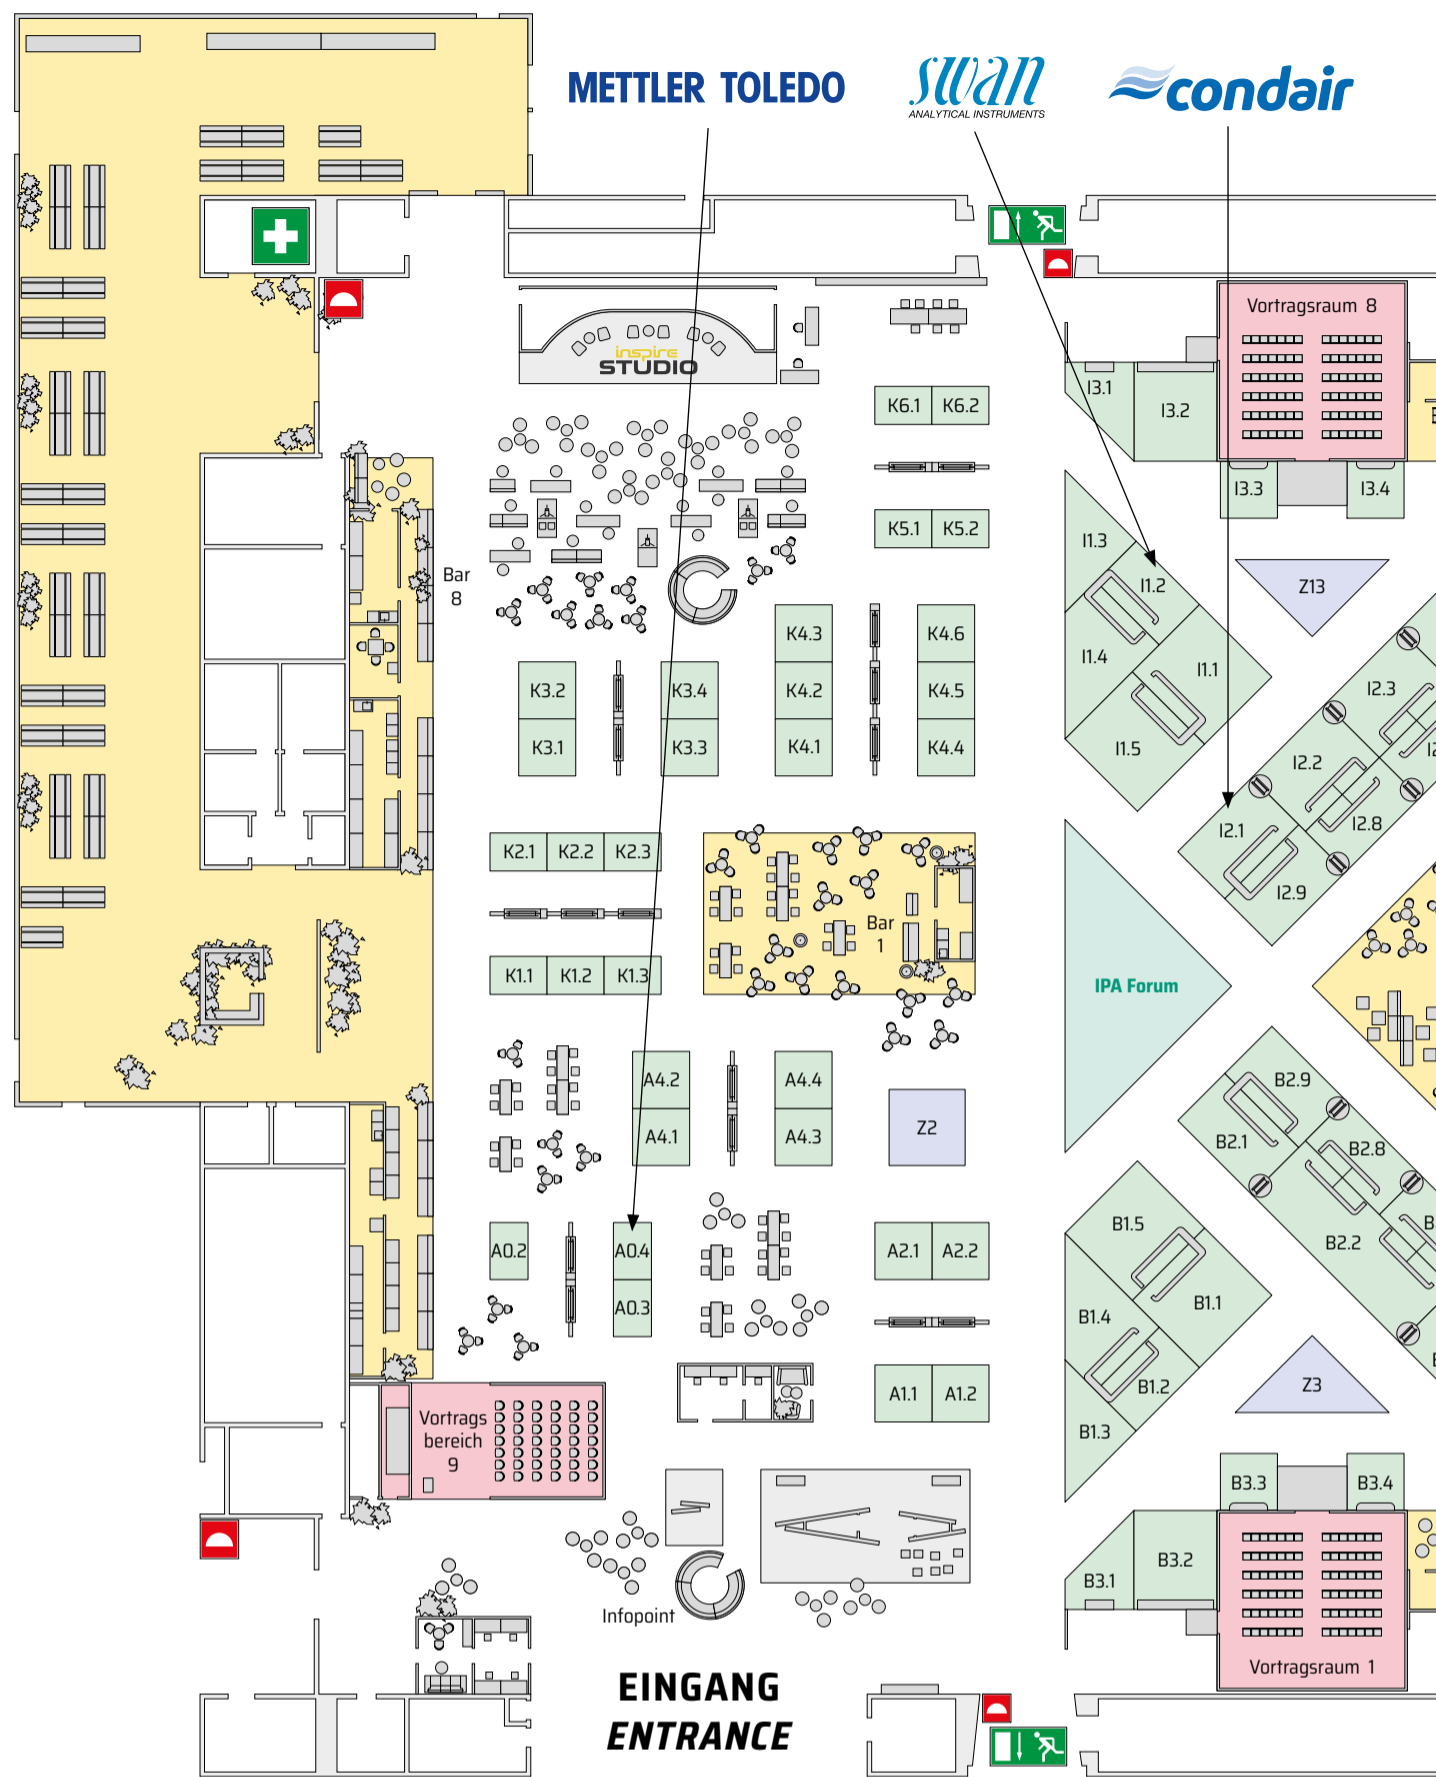 METTLER TOLEDO
swan
ANALYTICAL INSTRUMENTS
condair
Vortragsraum 8
inspire
STUDIO
K6.1 K6.2
I3.1
I3.2
I3.3
I3.4
K5.1 K5.2
I1.3
I1.2
I1.4
I1.1
I1.5
Z13
Bar
8
K4.3
K4.6
K3.2
K3.4
K4.2
K4.5
K3.1
K3.3
K4.1
K4.4
I2.3
I2.2
I2.1
I2.8
I2.9
K2.1 K2.2 K2.3
Bar
1
K1.1 K1.2 K1.3
IPA Forum
A4.2
A4.4
A4.1
A4.3
Z2
B2.9
B2.1
B2.8
B2.2
A0.2
A0.4
A0.3
A2.1 A2.2
B1.5
B1.1
B1.4
B1.2
B1.3
Z3
A1.1 A1.2
Vortrags
bereich
9
B3.3
B3.4
B3.2
B3.1
Infopoint
Vortragsraum 1
EINGANG
ENTRANCE